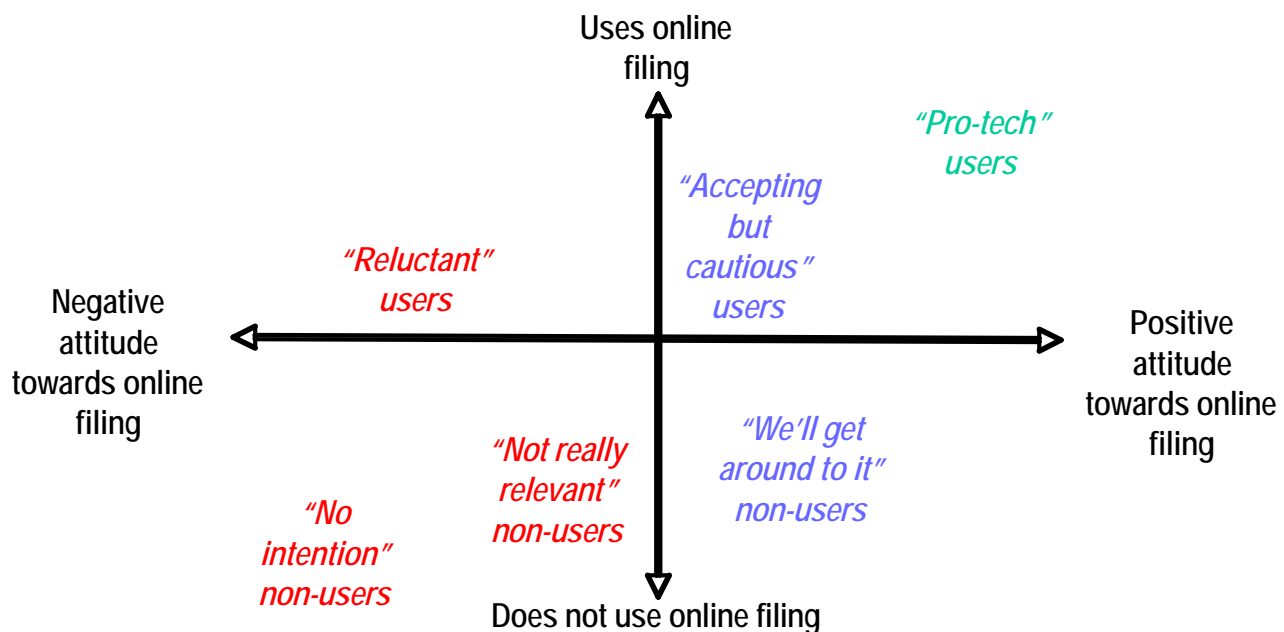 Uses online
filing
“Pro-tech”
users
“Accepting
but
cautious”
users
“Reluctant”
users
Negative
attitude
towards online
filing
Positive
attitude
towards online
filing
“We’ll get
around to it”
non-users
“Not really
relevant”
non-users
“No
intention”
non-users
Does not use online filing